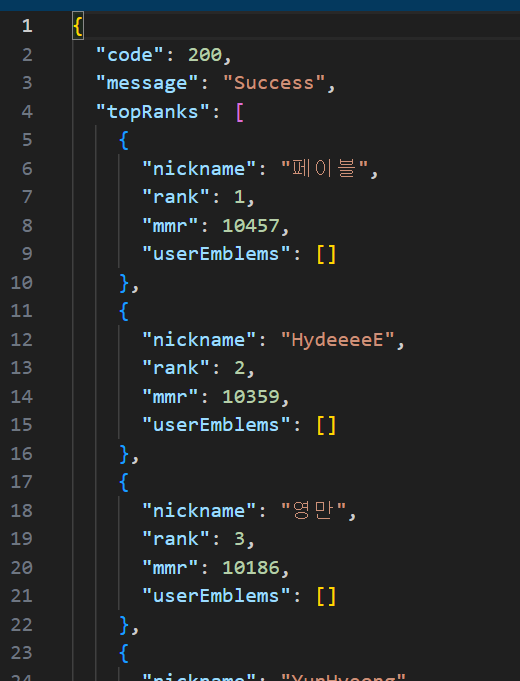 1 {
2 "code": 200,
3 "message": "Success",
4 "topRanks": [
5 {
6 "nickname": "페이블",
7 "rank": 1,
8 "mmr": 10457,
9 "userEmblems": []
10 },
11 {
12 "nickname": "HydeeeeE",
13 "rank": 2,
14 "mmr": 10359,
15 "userEmblems": []
16 },
17 {
18 "nickname": "영만",
19 "rank": 3,
20 "mmr": 10186,
21 "userEmblems": []
22 },
23 {
24 "nickname": "YunHyeong"